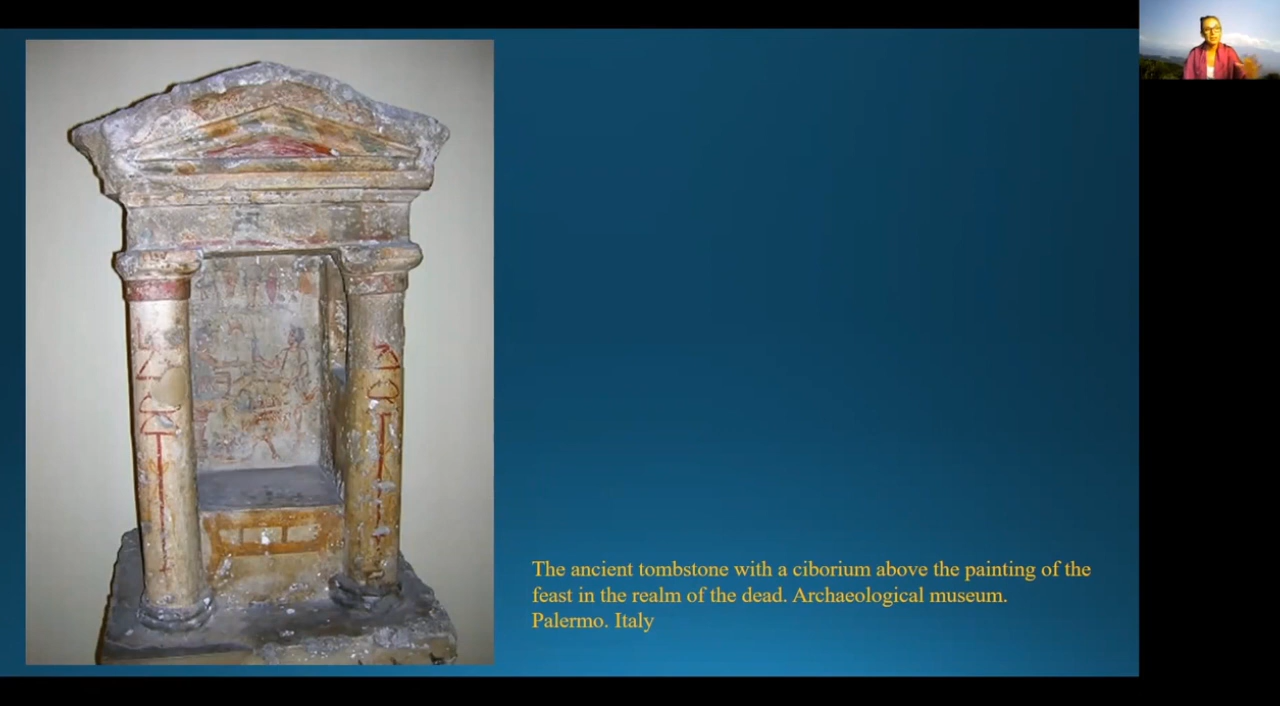 The ancient tombstone with a ciborium above the painting of the
feast in the realm of the dead. Archaeological museum.
Palermo. Italy